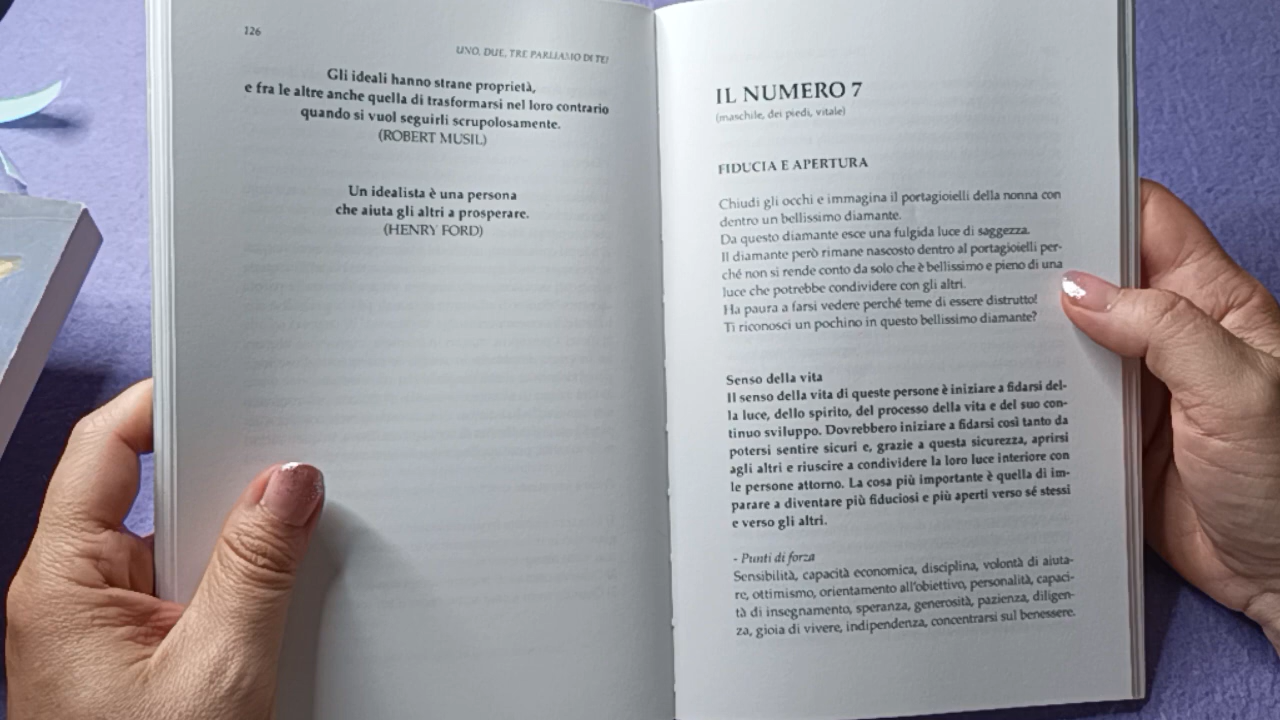 126
UNO, DUE, TRE PARLIAMO DI TE!
Gli ideali hanno strane proprietà,
e fra le altre anche quella di trasformarsi nel loro contrario
quando si vuol seguirli scrupolosamente.
(ROBERT MUSIL)
Un idealista è una persona
che aiuta gli altri a prosperare.
(HENRY FORD)
IL NUMERO 7
(maschile, dei piedi, vitale)
FIDUCIA E APERTURA
Chiudi gli occhi e immagina il portagioielli della nonna con
dentro un bellissimo diamante.
Da questo diamante esce una fulgida luce di saggezza.
Il diamante però rimane nascosto dentro al portagioielli per-
ché non si rende conto da solo che è bellissimo e pieno di una
luce che potrebbe condividere con gli altri.
Ha paura a farsi vedere perché teme di essere distrutto!
Ti riconosci un pochino in questo bellissimo diamante?
Senso della vita
Il senso della vita di queste persone è iniziare a fidarsi del-
la luce, dello spirito, del processo della vita e del suo con-
tinuo sviluppo. Dovrebbero iniziare a fidarsi così tanto da
potersi sentire sicuri e, grazie a questa sicurezza, aprirsi
agli altri e riuscire a condividere la loro luce interiore con
le persone attorno. La cosa più importante è quella di im-
parare a diventare più fiduciosi e più aperti verso sé stessi
e verso gli altri.
- Punti di forza
Sensibilità, capacità economica, disciplina, volontà di aiuta-
re, ottimismo, orientamento all'obiettivo, personalità, capaci-
tà di insegnamento, speranza, generosità, pazienza, diligen-
za, gioia di vivere, indipendenza, concentrarsi sul benessere.